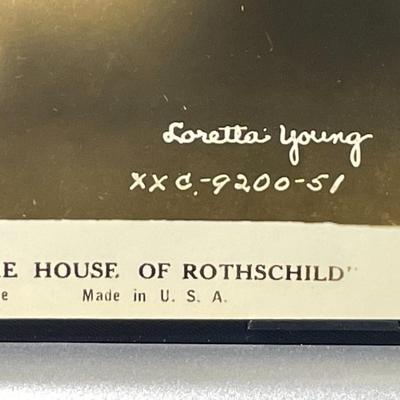 Loretta Young
XXC.-9200-51
E HOUSE OF ROTHSCHILD"
e Made in U. S. A.